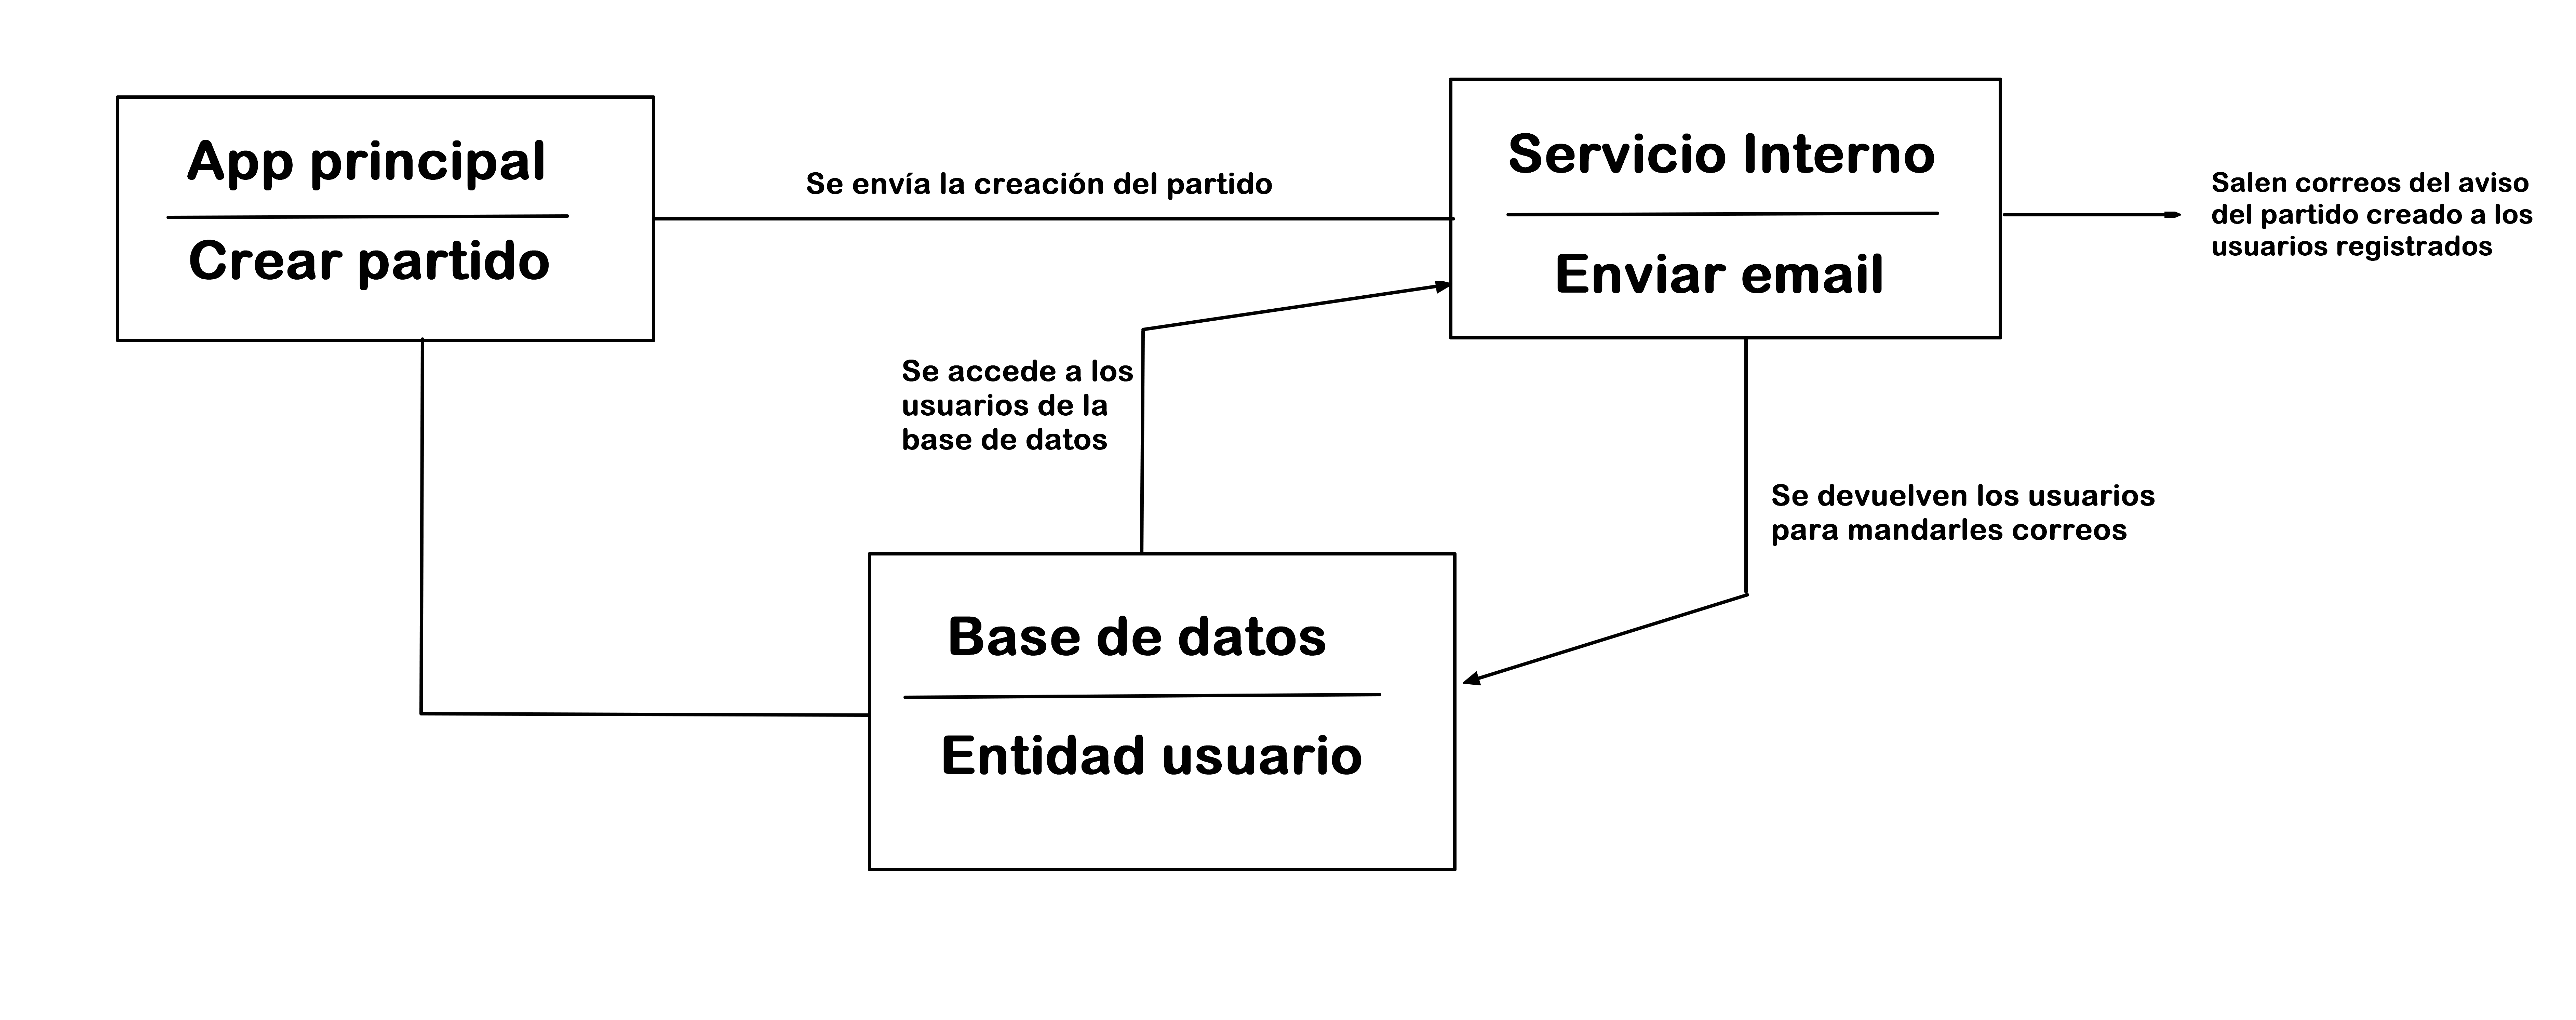 App principal
Crear partido
Se envía la creación del partido
Servicio Interno
Enviar email
Salen correos del aviso
del partido creado a los
usuarios registrados
Se accede a los
usuarios de la
base de datos
Se devuelven los usuarios
para mandarles correos
Base de datos
Entidad usuario